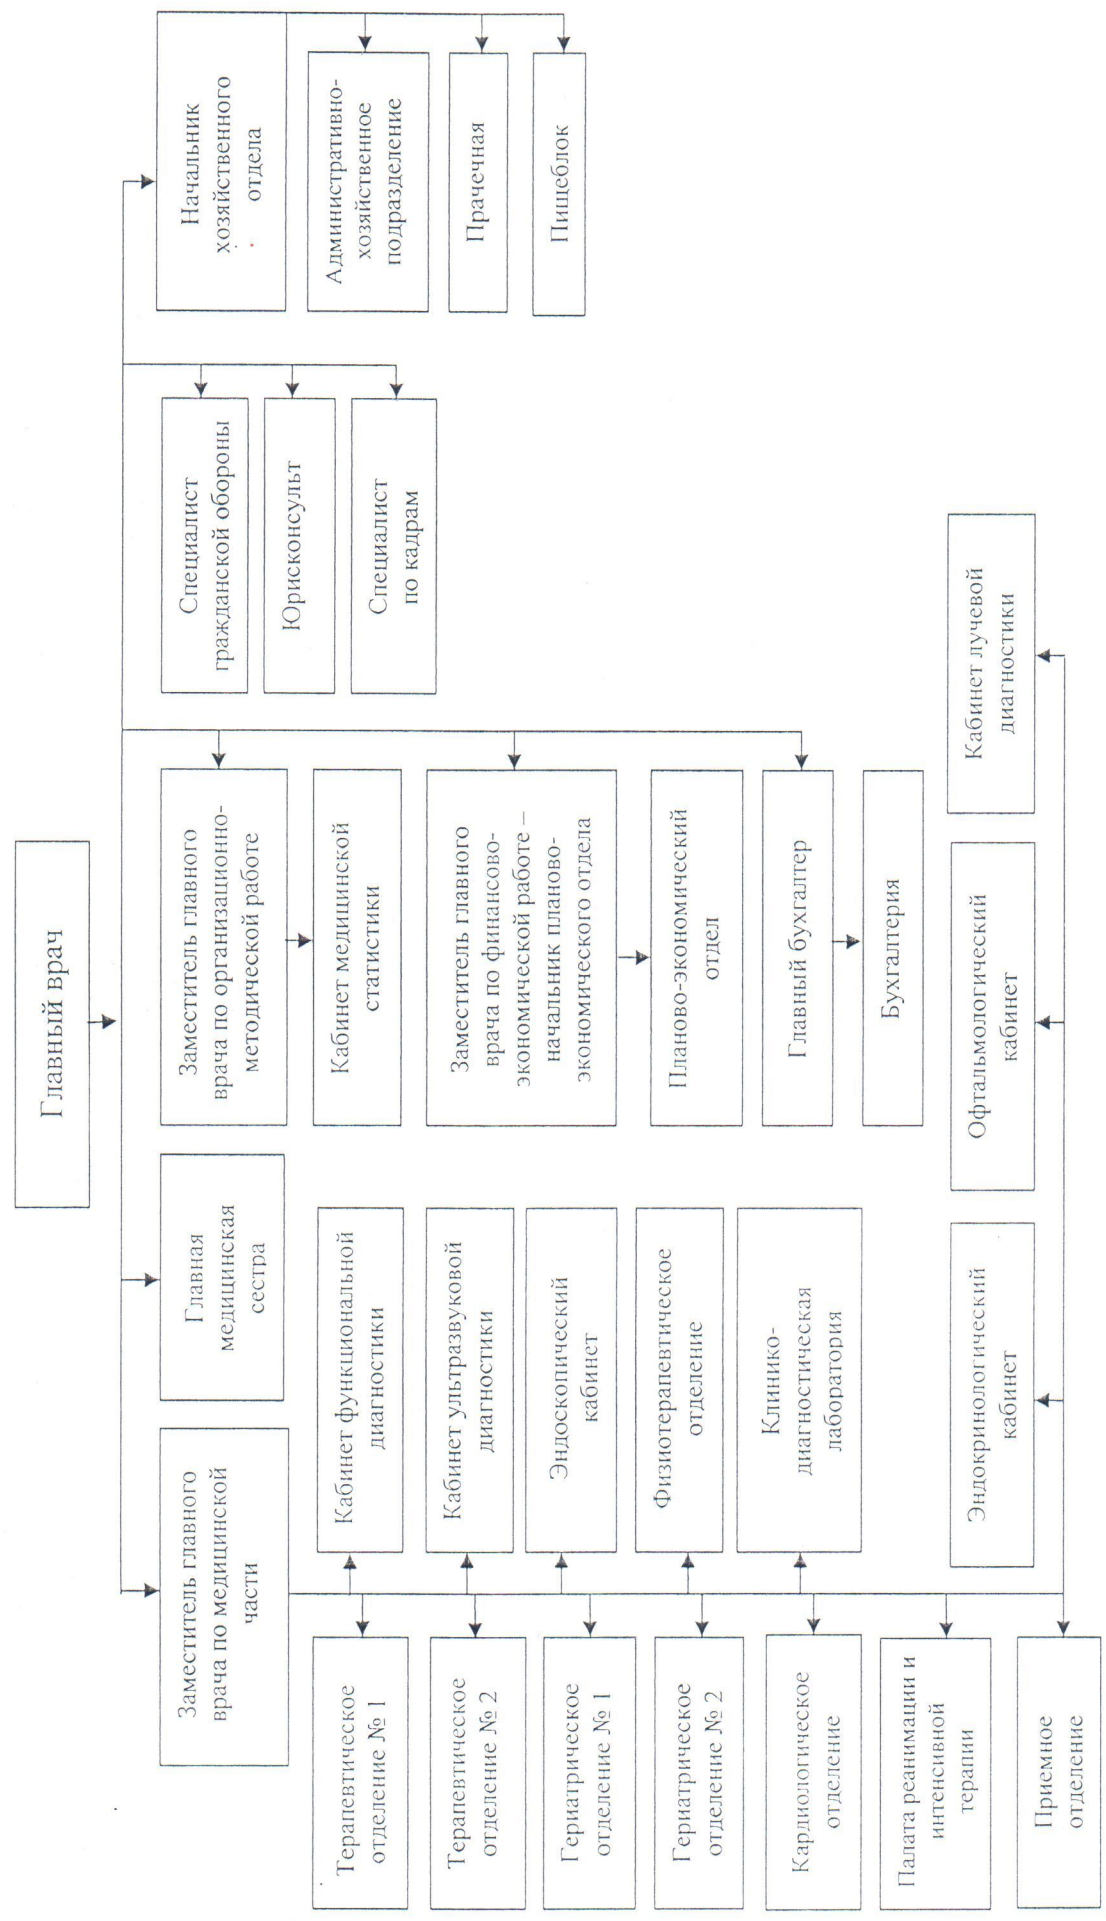 Главный врач
Заместитель главного
врача по медицинской
части
Главная
медицинская
сестра
Заместитель главного
врача по организационно-
методической работе
Кабинет медицинской
статистики
Заместитель главного
врача по финансово-
экономической работе –
начальник планово-
экономического отдела
Планово-экономический
отдел
Главный бухгалтер
Бухгалтерия
Специалист
гражданской обороны
Юрисконсульт
Специалист
по кадрам
Начальник
хозяйственного
отдела
Административно-
хозяйственное
подразделение
Прачечная
Пищеблок
Терапевтическое
отделение № 1
Терапевтическое
отделение № 2
Гериатрическое
отделение № 1
Гериатрическое
отделение № 2
Кардиологическое
отделение
Палата реанимации и
интенсивной
терапии
Приемное
отделение
Кабинет функциональной
диагностики
Кабинет ультразвуковой
диагностики
Эндоскопический
кабинет
Физиотерапевтическое
отделение
Клинико-
диагностическая
лаборатория
Эндокринологический
кабинет
Офтальмологический
кабинет
Кабинет лучевой
диагностики